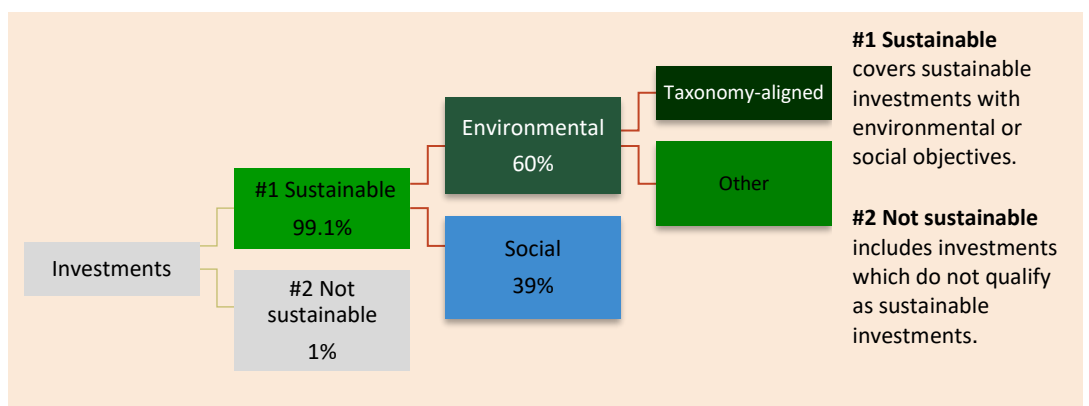 Investments
#1 Sustainable
99.1%
#2 Not
sustainable
1%
Environmental
60%
Social
39%
Taxonomy-aligned
Other
#1 Sustainable
covers sustainable
investments with
environmental or
social objectives.
#2 Not sustainable
includes investments
which do not qualify
as sustainable
investments.